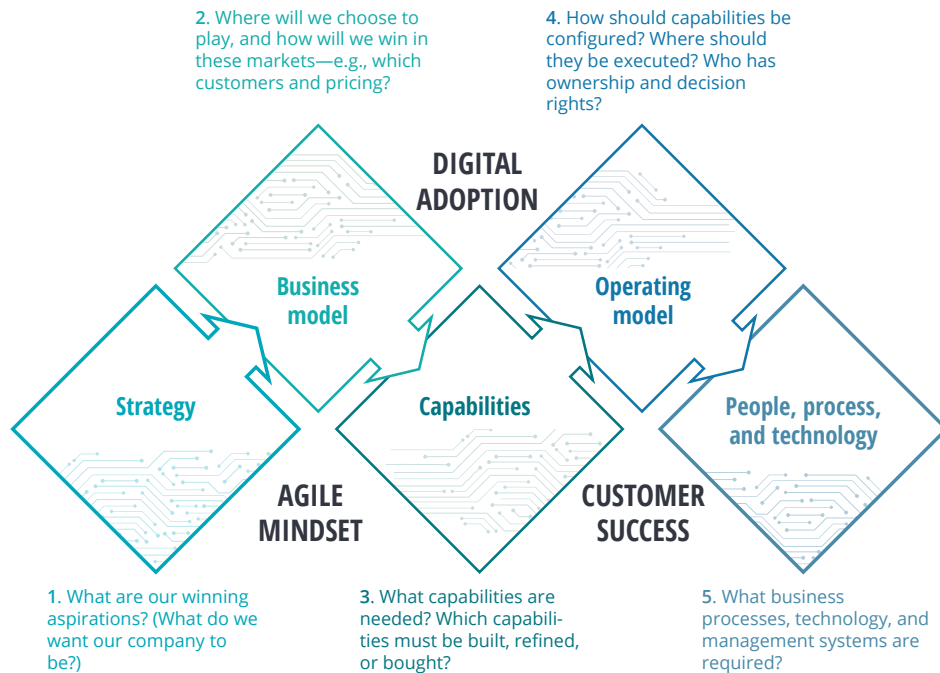 2. Where will we choose to
play, and how will we win in
these markets—e.g., which
customers and pricing?
4. How should capabilities be
configured? Where should
they be executed? Who has
ownership and decision
rights?
DIGITAL
ADOPTION
Business
model
Operating
model
Strategy
Capabilities
People, process,
and technology
AGILE
MINDSET
CUSTOMER
SUCCESS
1. What are our winning
aspirations? (What do we
want our company to
be?)
3. What capabilities are
needed? Which capabili-
ties must be built, refined,
or bought?
5. What business
processes, technology, and
management systems are
required?